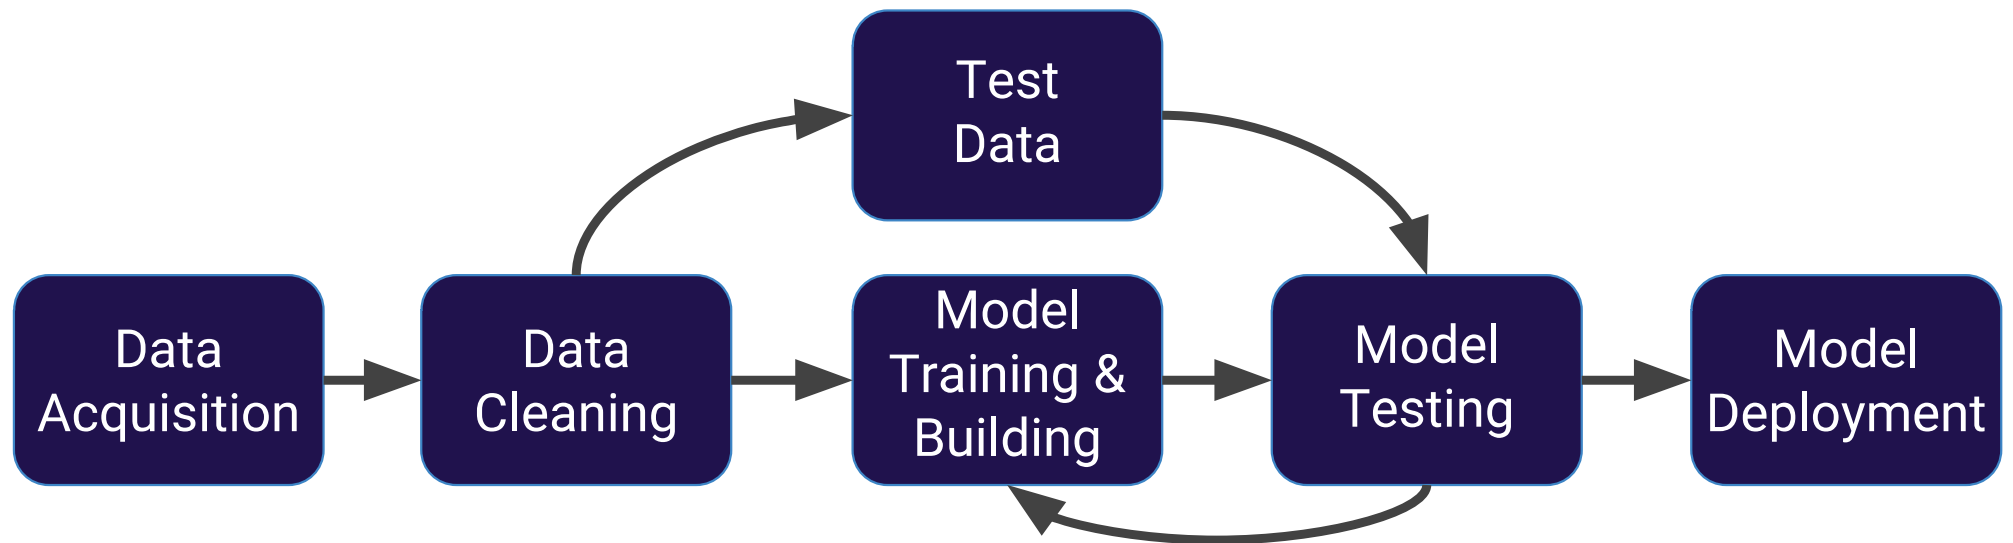 Test
Data
Data
Acquisition
Data
Cleaning
Model
Training &
Building
Model
Testing
Model
Deployment